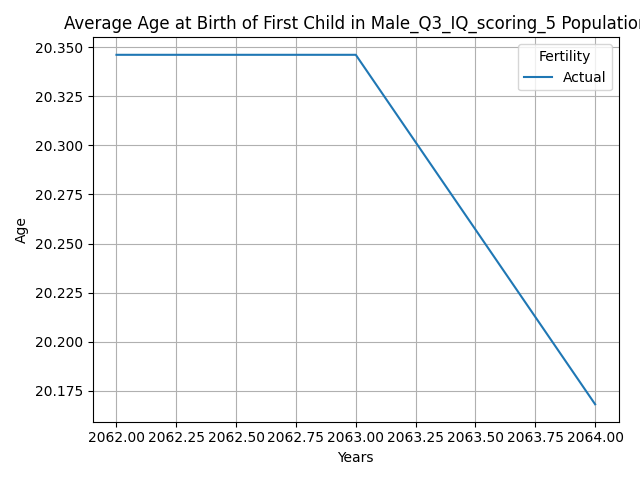 Average Age at Birth of First Child in Male_Q3_IQ_scoring_5 Population
Fertility
Actual
20.350
20.325
20.300
20.275
20.250
20.225
20.200
20.175
Age
2062.00 2062.25 2062.50 2062.75 2063.00 2063.25 2063.50 2063.75 2064.00
Years